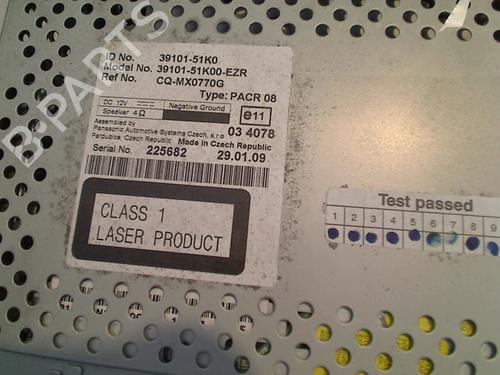 ID No. 39101-51K0
Model No. 39101-51K00-EZR
Ref No. CQ-MX0770G
Type: PACR 08
DC 12V Negative Ground
Speaker 4Ω
e11
03 4078
Assembled by
Panasonic Automotive Systems Czech, s.r.o
Pardubice, Czech Republic Made in Czech Republic
Serial No. 225682 29.01.09
CLASS 1
LASER PRODUCT
Test passed
1 2 3 4 5 6 7 8 9
B-PARTS